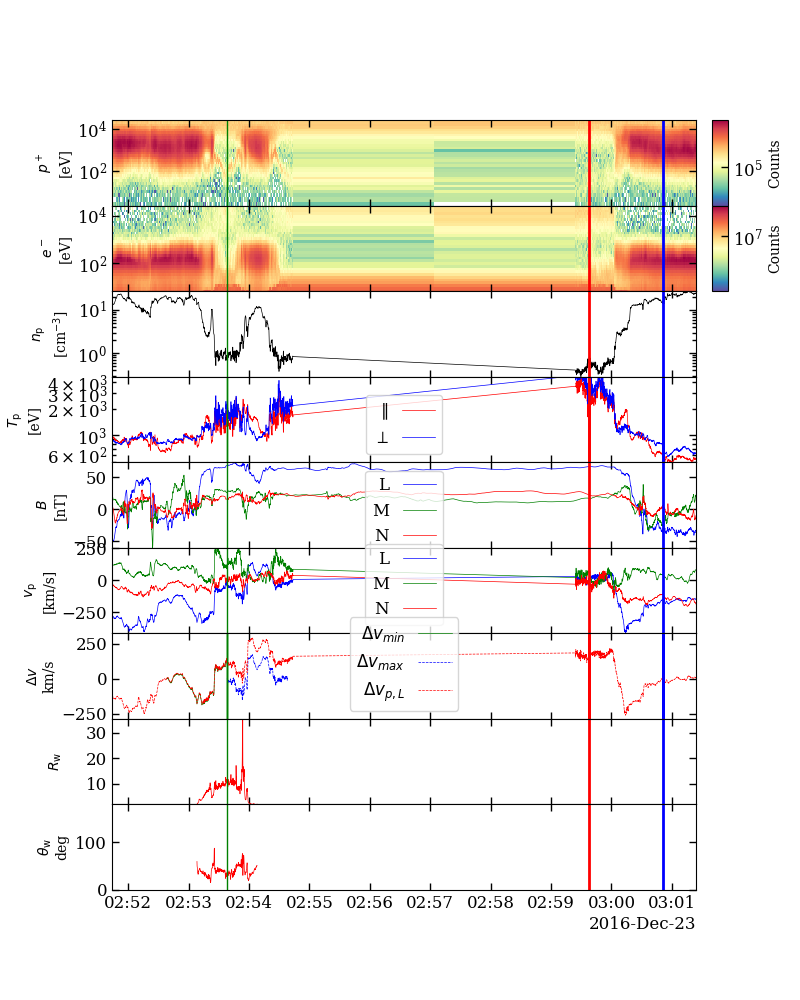 10⁴
10²
p⁺
[eV]
10⁵
Counts
10⁴
10²
e⁻
[eV]
10⁷
Counts
10¹
10⁰
nₚ
[cm⁻³]
4 × 10³
3 × 10³
2 × 10³
10³
6 × 10²
Tₚ
[eV]
∥
⊥
50
0
−50
B
[nT]
L
M
N
250
0
−250
vₚ
[km/s]
L
M
N
250
0
−250
Δv
km/s
Δv_min
Δv_max
Δv_p,L
30
20
10
R_w
100
0
θ_w
deg
02:52 02:53 02:54 02:55 02:56 02:57 02:58 02:59 03:00 03:01
2016-Dec-23